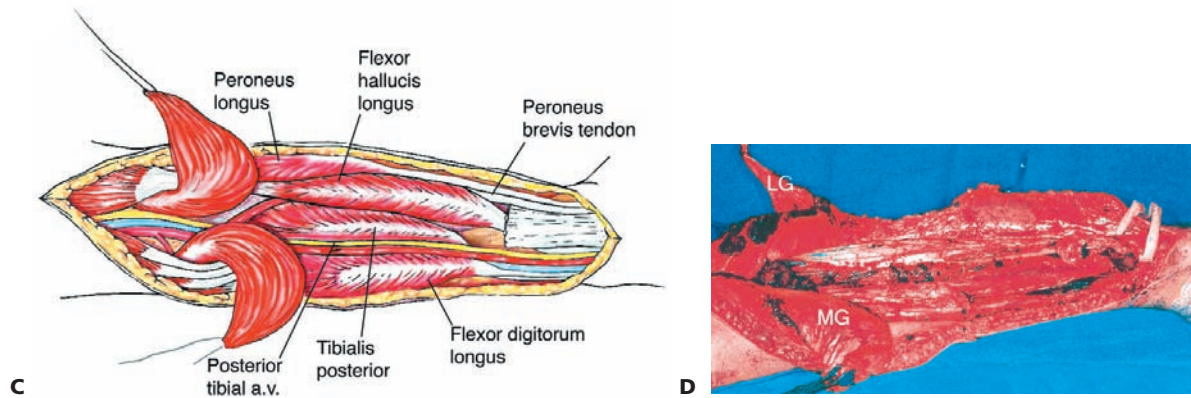 Flexor
hallucis
longus
Peroneus
longus
Peroneus
brevis tendon
Posterior
tibial a.v.
Tibialis
posterior
Flexor digitorum
longus
C
LG
MG
D